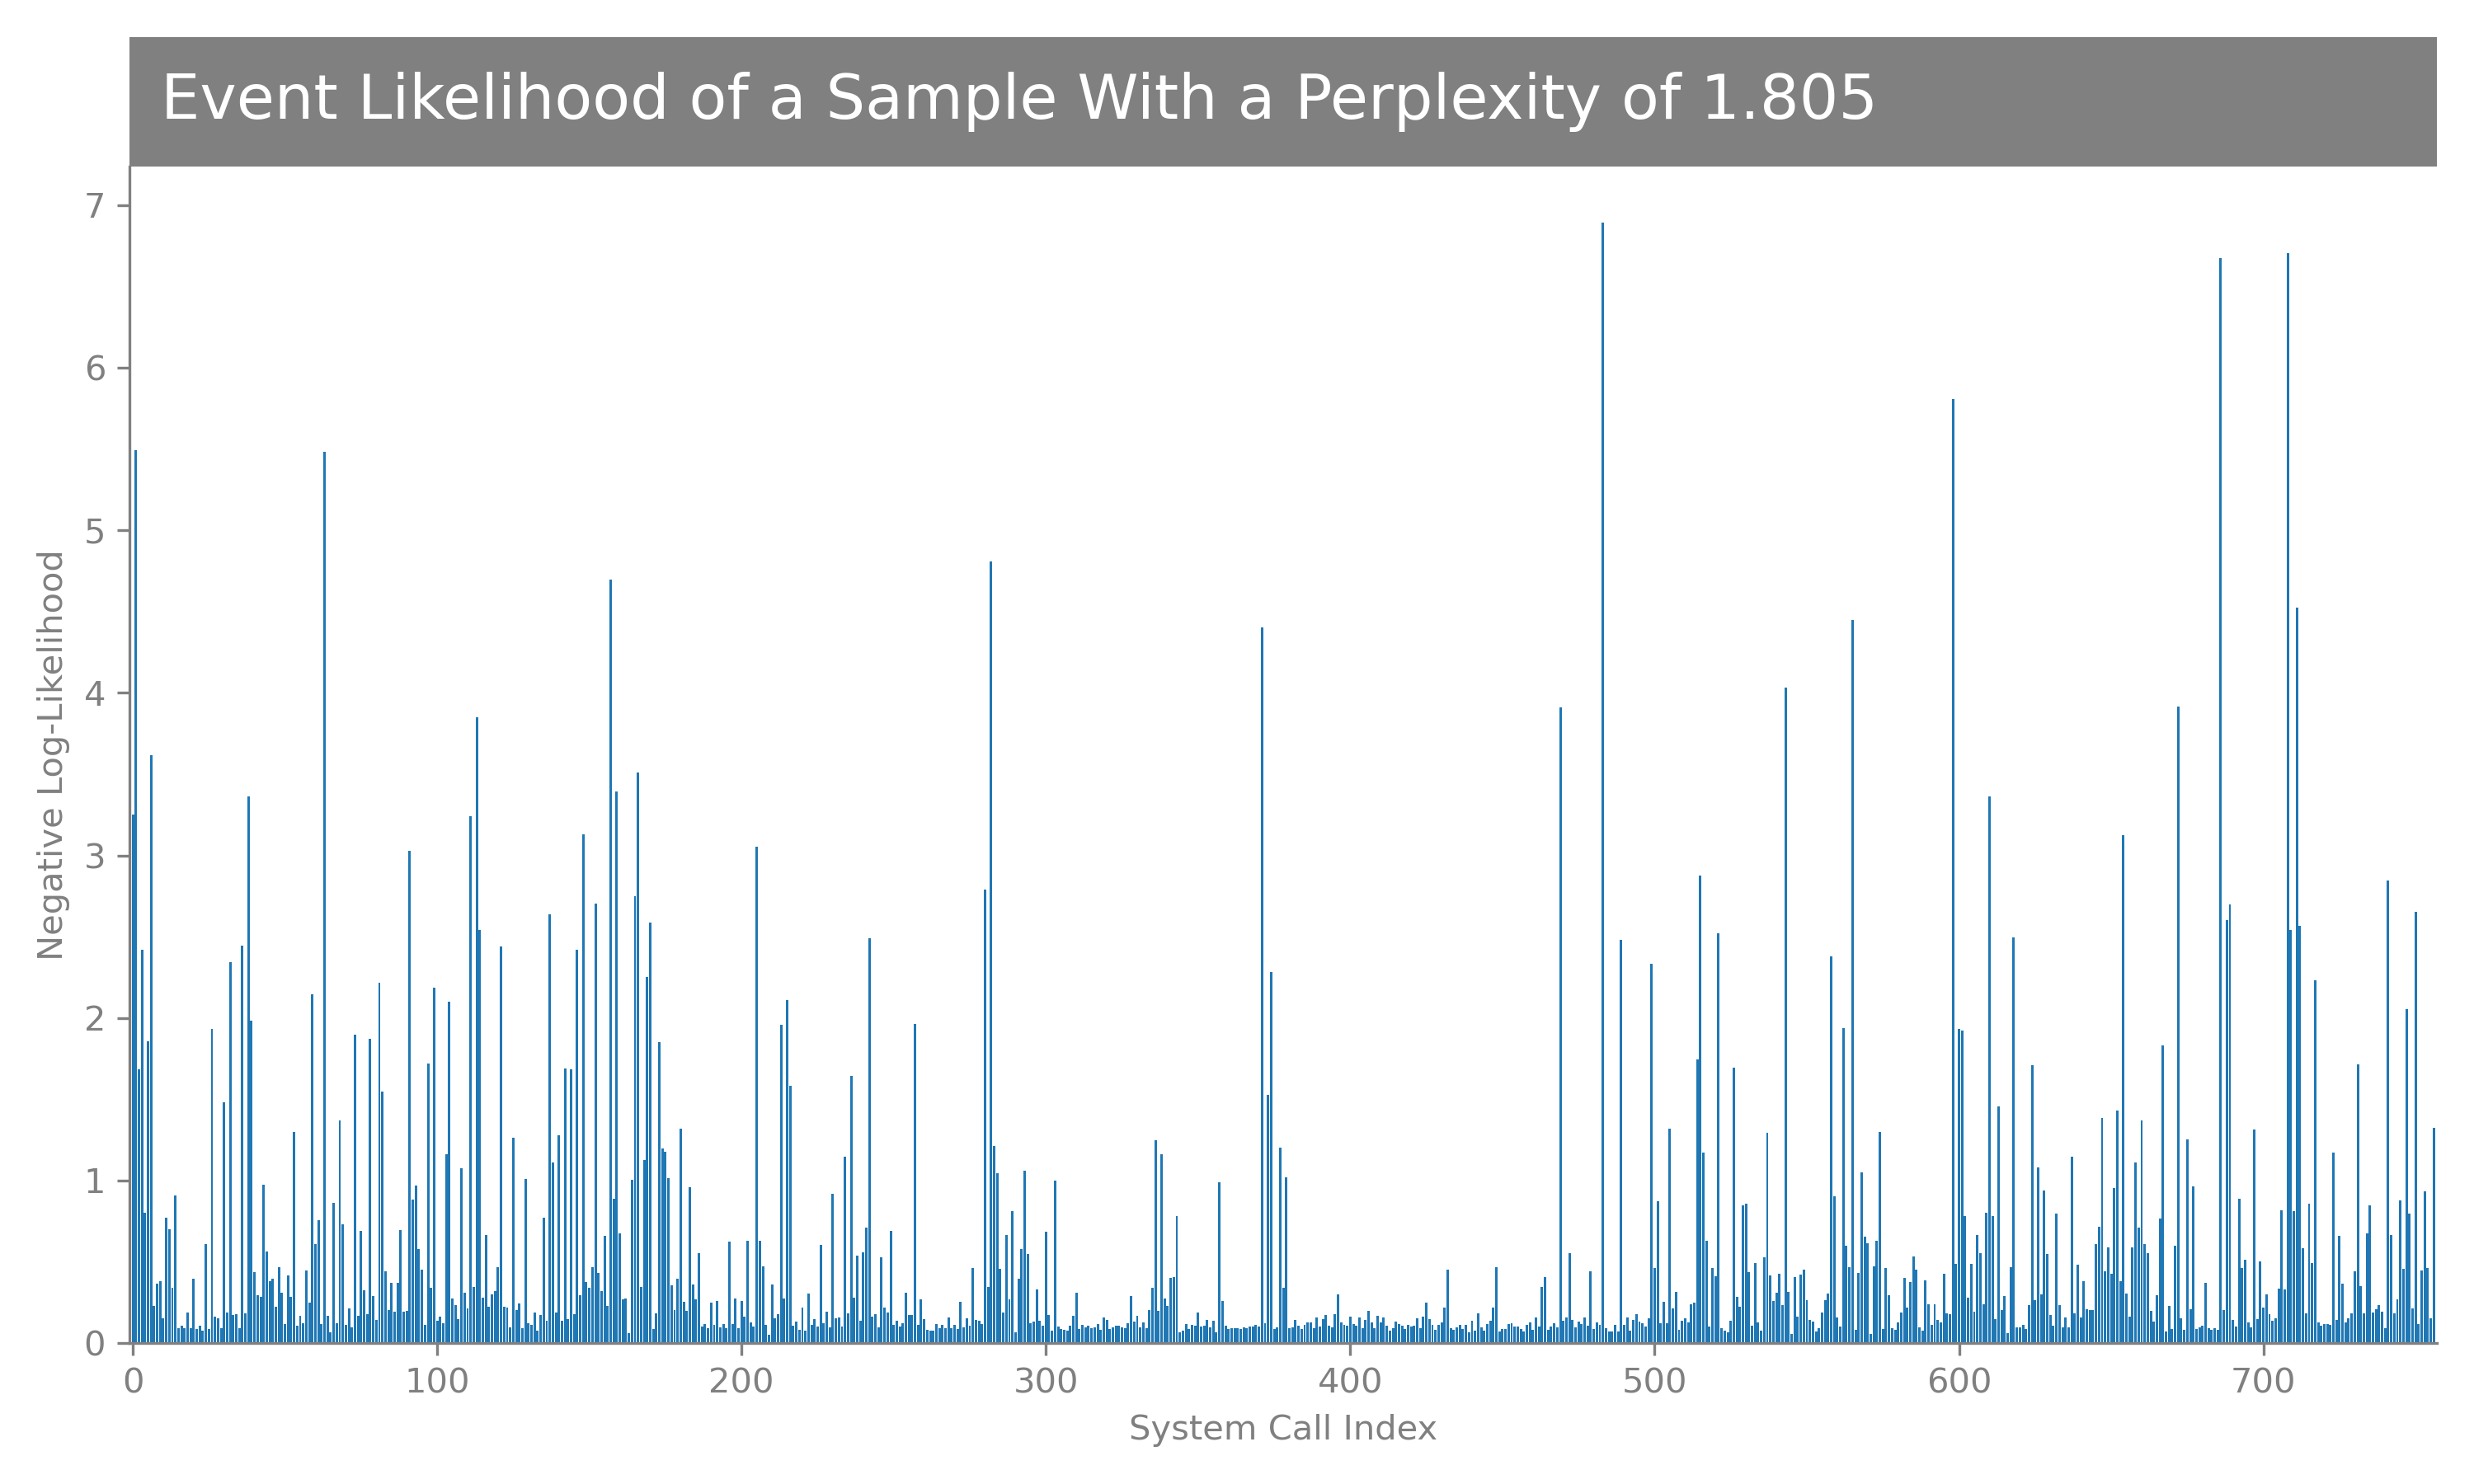 Event Likelihood of a Sample With a Perplexity of 1.805
7
6
5
4
3
2
1
0
Negative Log-Likelihood
0 100 200 300 400 500 600 700
System Call Index